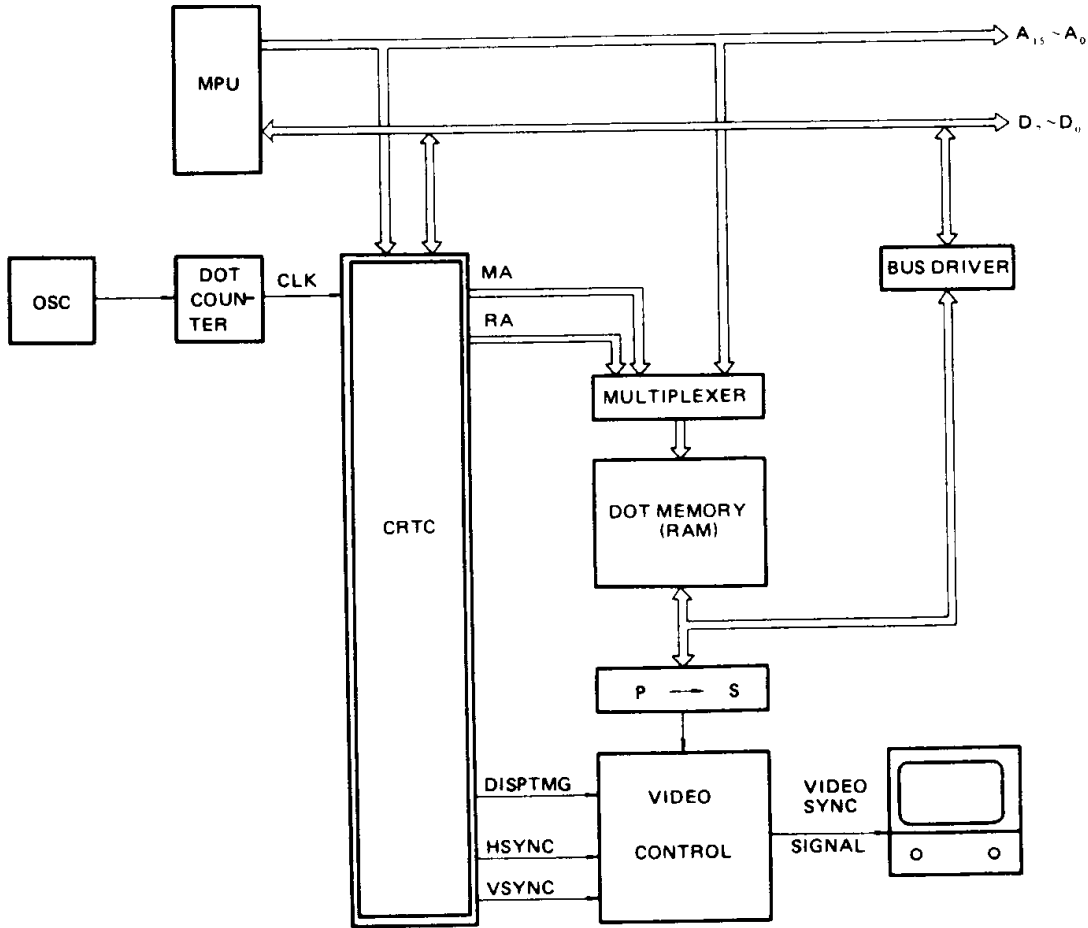 A15 ~ A0
MPU
D7 ~ D0
BUS DRIVER
OSC
DOT
COUN-
TER
CLK
MA
RA
MULTIPLEXER
CRTC
DOT MEMORY
(RAM)
P → S
DISPTMG
HSYNC
VSYNC
VIDEO
CONTROL
VIDEO
SYNC
SIGNAL